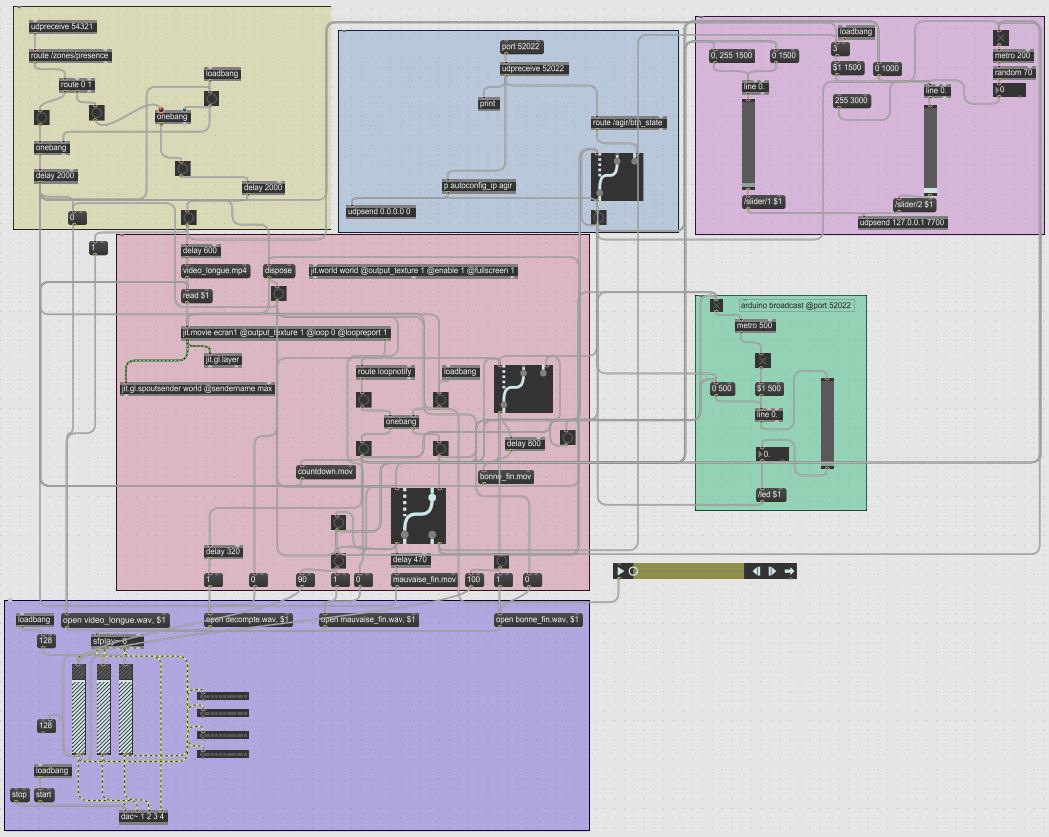 udpreceive 54321
route /zones/presence
route 0 1
loadbang
onebang
onebang
delay 2000
delay 2000
0
1
port 52022
udpreceive 52022
print
route /agir/btn_state
p autoconfig_ip agir
udpsend 0.0.0.0 0
loadbang
3
0, 255 1500
0 1500
$1 1500
0 1000
line 0.
line 0.
255 3000
metro 200
random 70
0
/slider/1 $1
/slider/2 $1
udpsend 127.0.0.1 7700
delay 600
video_longue.mp4
dispose
jit.world world @output_texture 1 @enable 1 @fullscreen 1
read $1
jit.movie ecran1 @output_texture 1 @loop 0 @loopreport 1
jit.gl.layer
jit.gl.spoutsender world @sendername max
route loopnotify
loadbang
onebang
delay 800
countdown.mov
bonne_fin.mov
delay 320
delay 470
1
0
90
1
0
mauvaise_fin.mov
100
1
0
arduino broadcast @port 52022
metro 500
0 500
$1 500
line 0.
0.
/led $1
loadbang
open video_longue.wav, $1
open decompte.wav, $1
open mauvaise_fin.wav, $1
open bonne_fin.wav, $1
128
sfplay~ 6
128
loadbang
stop
start
dac~ 1 2 3 4